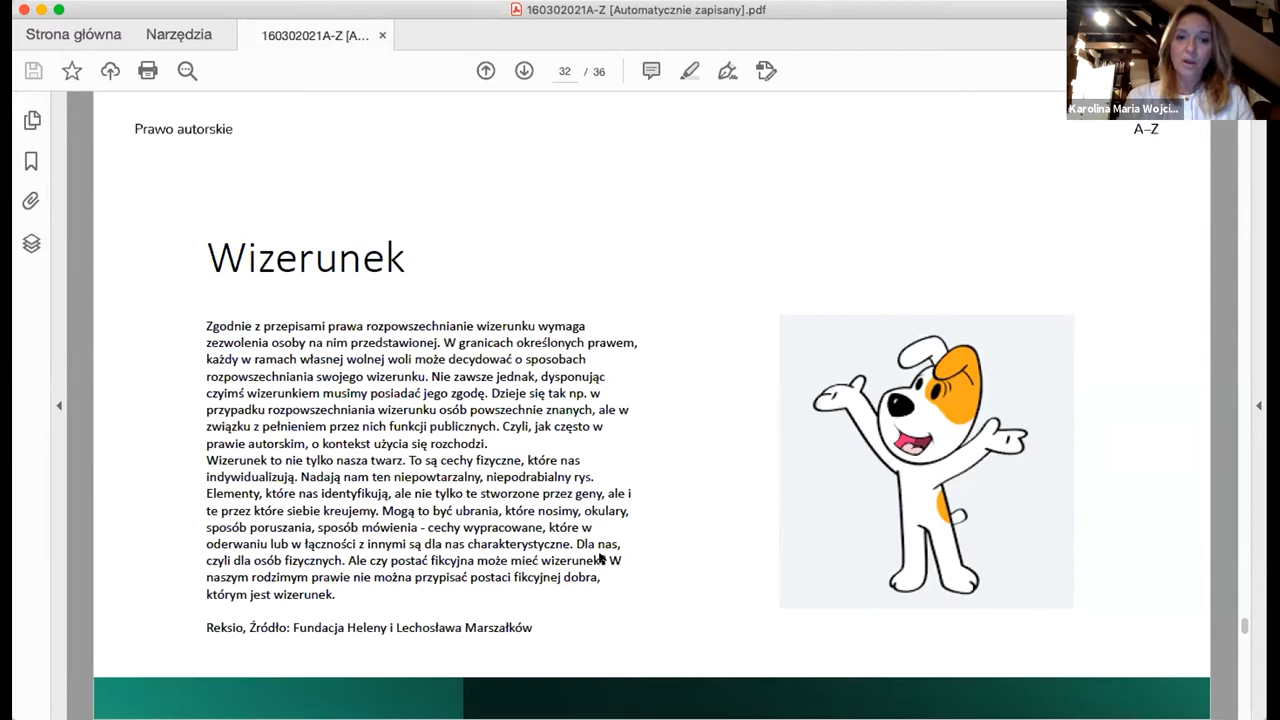 160302021A-Z [Automatycznie zapisany].pdf
Strona główna
Narzędzia
160302021A-Z [A...
32 / 36
Karolina Maria Wojci...
Prawo autorskie
A–Z
Wizerunek
Zgodnie z przepisami prawa rozpowszechnianie wizerunku wymaga
zezwolenia osoby na nim przedstawionej. W granicach określonych prawem,
każdy w ramach własnej wolnej woli może decydować o sposobach
rozpowszechniania swojego wizerunku. Nie zawsze jednak, dysponując
czyimś wizerunkiem musimy posiadać jego zgodę. Dzieje się tak np. w
przypadku rozpowszechniania wizerunku osób powszechnie znanych, ale w
związku z pełnieniem przez nich funkcji publicznych. Czyli, jak często w
prawie autorskim, o kontekst użycia się rozchodzi.
Wizerunek to nie tylko nasza twarz. To są cechy fizyczne, które nas
indywidualizują. Nadają nam ten niepowtarzalny, niepodrabialny rys.
Elementy, które nas identyfikują, ale nie tylko te stworzone przez geny, ale i
te przez które siebie kreujemy. Mogą to być ubrania, które nosimy, okulary,
sposób poruszania, sposób mówienia - cechy wypracowane, które w
oderwaniu lub w łączności z innymi są dla nas charakterystyczne. Dla nas,
czyli dla osób fizycznych. Ale czy postać fikcyjna może mieć wizerunek? W
naszym rodzimym prawie nie można przypisać postaci fikcyjnej dobra,
którym jest wizerunek.
Reksio, Źródło: Fundacja Heleny i Lechosława Marszałków